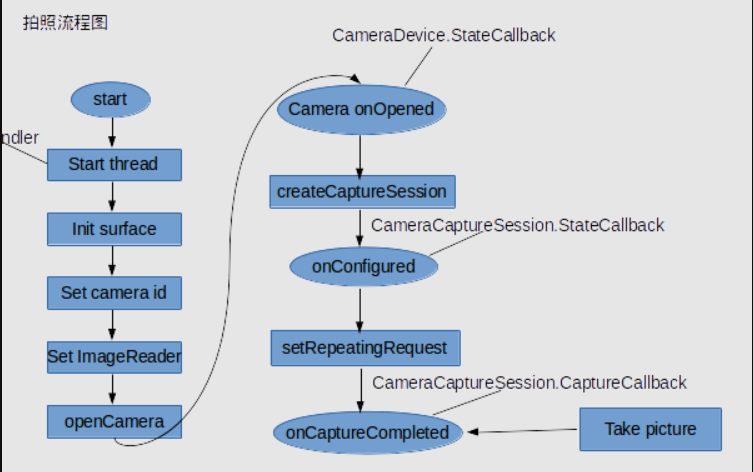 拍照流程图
start
ndler
Start thread
Init surface
Set camera id
Set ImageReader
openCamera
CameraDevice.StateCallback
Camera onOpened
createCaptureSession
CameraCaptureSession.StateCallback
onConfigured
setRepeatingRequest
CameraCaptureSession.CaptureCallback
onCaptureCompleted
Take picture